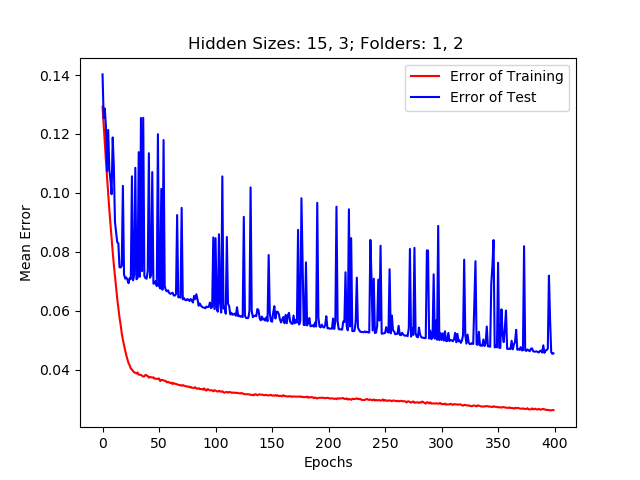 Hidden Sizes: 15, 3; Folders: 1, 2
Error of Training
Error of Test
Mean Error
0.14
0.12
0.10
0.08
0.06
0.04
0 50 100 150 200 250 300 350 400
Epochs